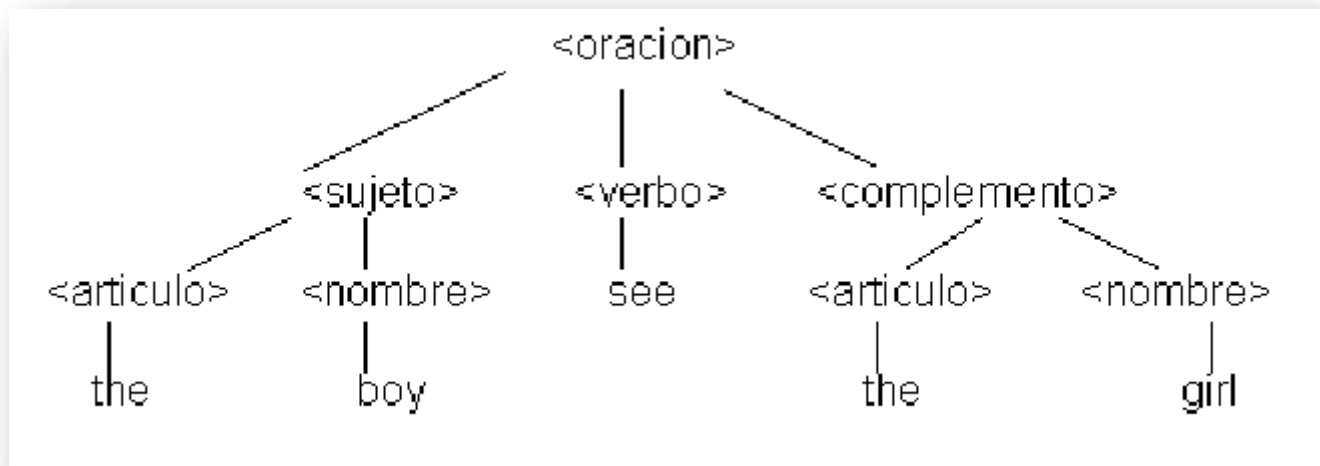 <oracion>
<sujeto> <verbo> <complemento>
<articulo> <nombre> see <articulo> <nombre>
the boy the girl